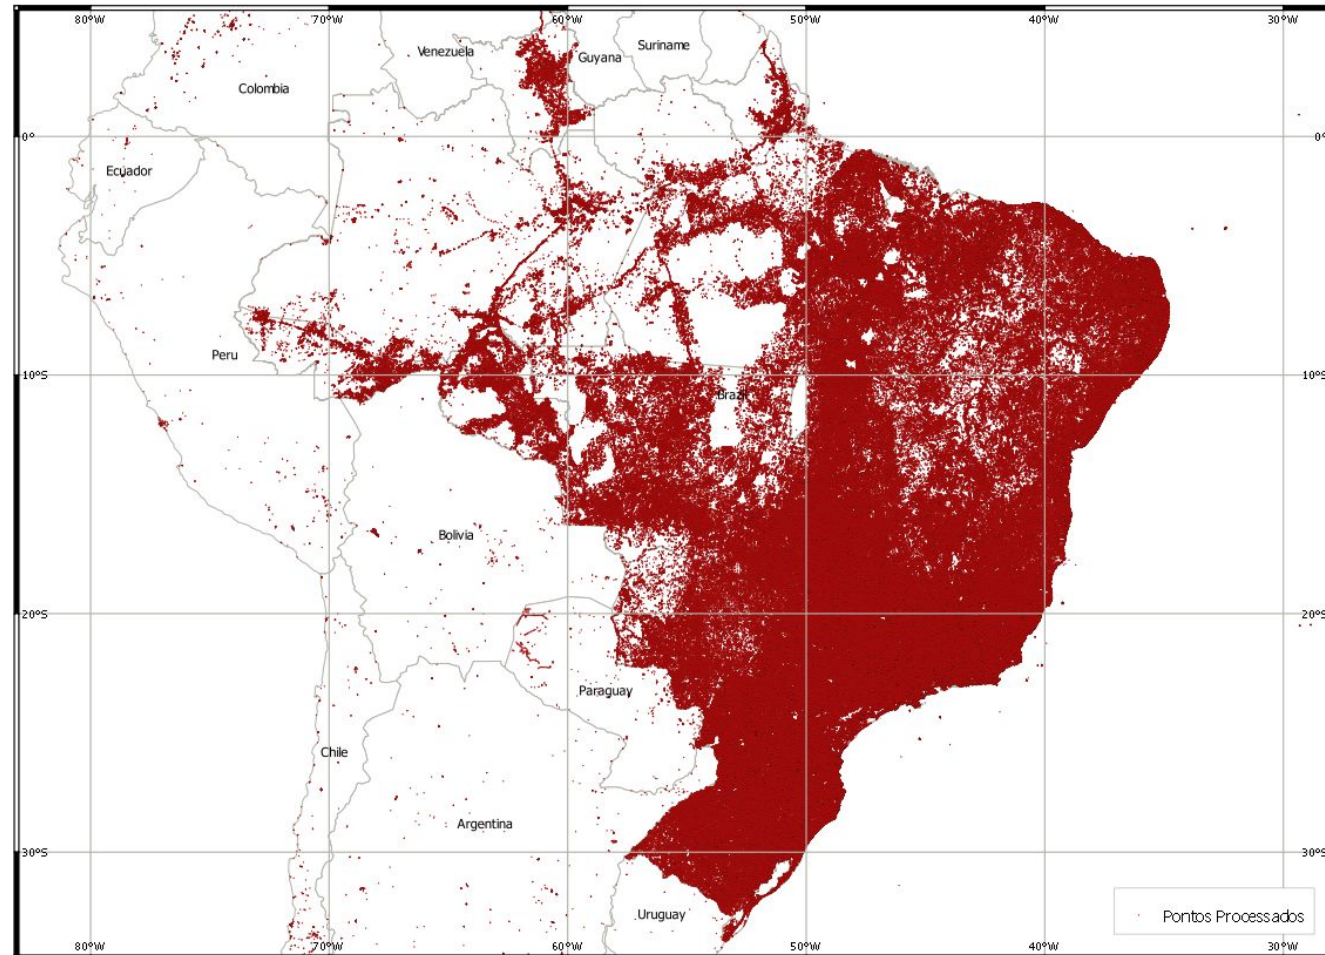 80°W 70°W 60°W 50°W 40°W 30°W
Venezuela
Guyana
Suriname
Colombia
0° 0°
Ecuador
Peru
10°S Brazil 10°S
Bolivia
20°S 20°S
Paraguay
Chile
Argentina
30°S 30°S
Uruguay
Pontos Processados
80°W 70°W 60°W 50°W 40°W 30°W